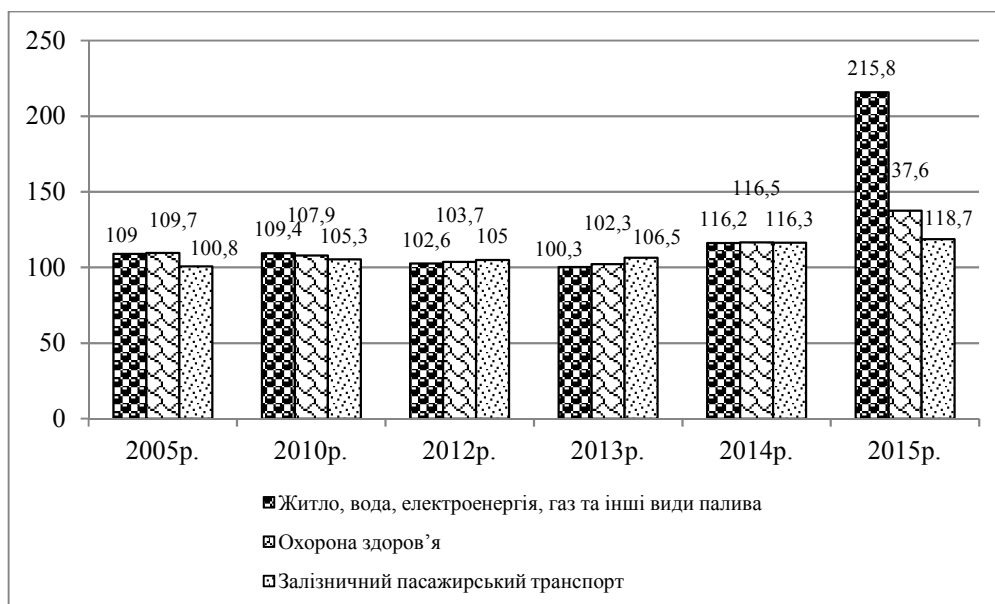 250
200
150
100
50
0
109
109,7
100,8
109,4
107,9
105,3
102,6
103,7
105
100,3
102,3
106,5
116,2
116,5
116,3
215,8
37,6
118,7
2005р.
2010р.
2012р.
2013р.
2014р.
2015р.
Житло, вода, електроенергія, газ та інші види палива
Охорона здоров’я
Залізничний пасажирський транспорт